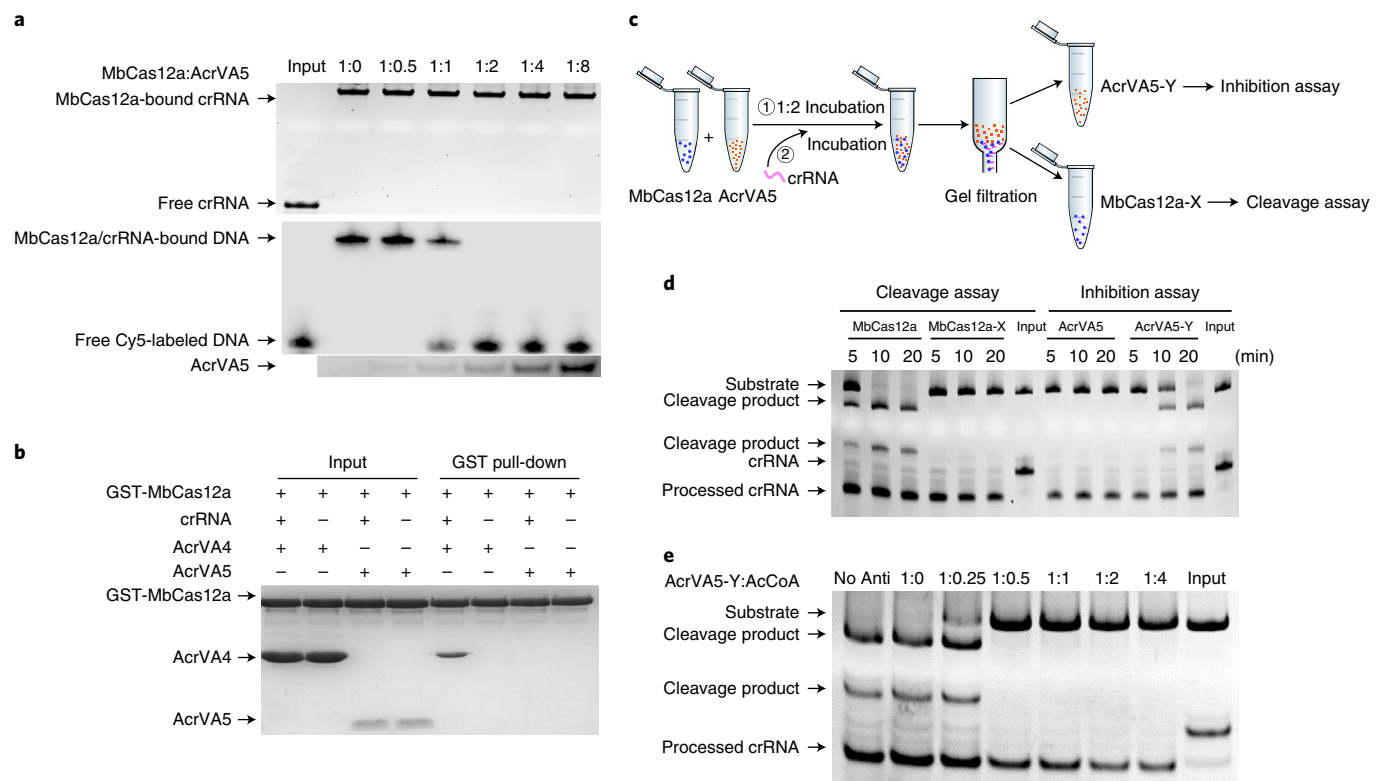 a
MbCas12a:AcrVA5 Input 1:0 1:0.5 1:1 1:2 1:4 1:8
MbCas12a-bound crRNA
Free crRNA
MbCas12a/crRNA-bound DNA
Free Cy5-labeled DNA
AcrVA5
b
Input GST pull-down
GST-MbCas12a + + + + + + + +
crRNA + − + − + − + −
AcrVA4 + + − − + + − −
AcrVA5 − − + + − − + +
GST-MbCas12a
AcrVA4
AcrVA5
c
1 1:2 Incubation
2 Incubation
crRNA
+
MbCas12a AcrVA5
Gel filtration
AcrVA5-Y Inhibition assay
MbCas12a-X Cleavage assay
d
Cleavage assay Inhibition assay
MbCas12a MbCas12a-X Input AcrVA5 AcrVA5-Y Input
5 10 20 5 10 20 5 10 20 5 10 20 (min)
Substrate
Cleavage product
Cleavage product
crRNA
Processed crRNA
e
AcrVA5-Y:AcCoA No Anti 1:0 1:0.25 1:0.5 1:1 1:2 1:4 Input
Substrate
Cleavage product
Cleavage product
Processed crRNA